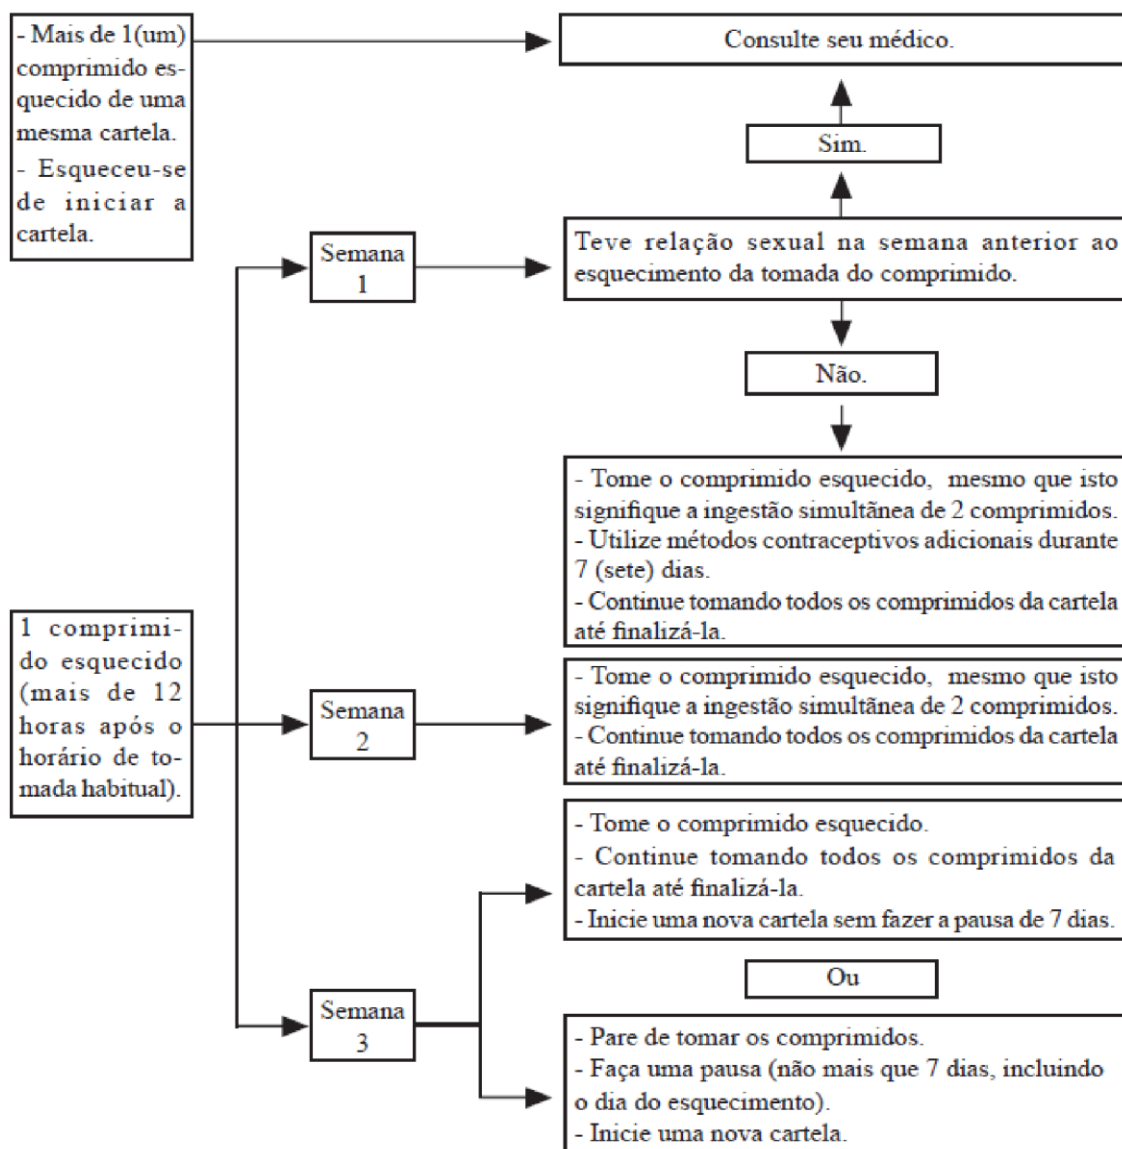 - Mais de 1(um)
comprimido es-
quecido de uma
mesma cartela.
- Esqueceu-se
de iniciar a
cartela.
Consulte seu médico.
Sim.
Semana
1
Teve relação sexual na semana anterior ao
esquecimento da tomada do comprimido.
Não.
- Tome o comprimido esquecido, mesmo que isto
signifique a ingestão simultãnea de 2 comprimidos.
- Utilize métodos contraceptivos adicionais durante
7 (sete) dias.
- Continue tomando todos os comprimidos da cartela
até finalizá-la.
1 comprimi-
do esquecido
(mais de 12
horas após o
horário de to-
mada habitual).
Semana
2
- Tome o comprimido esquecido, mesmo que isto
signifique a ingestão simultãnea de 2 comprimidos.
- Continue tomando todos os comprimidos da cartela
até finalizá-la.
Semana
3
- Tome o comprimido esquecido.
- Continue tomando todos os comprimidos da
cartela até finalizá-la.
- Inicie uma nova cartela sem fazer a pausa de 7 dias.
Ou
- Pare de tomar os comprimidos.
- Faça uma pausa (não mais que 7 dias, incluindo
o dia do esquecimento).
- Inicie uma nova cartela.